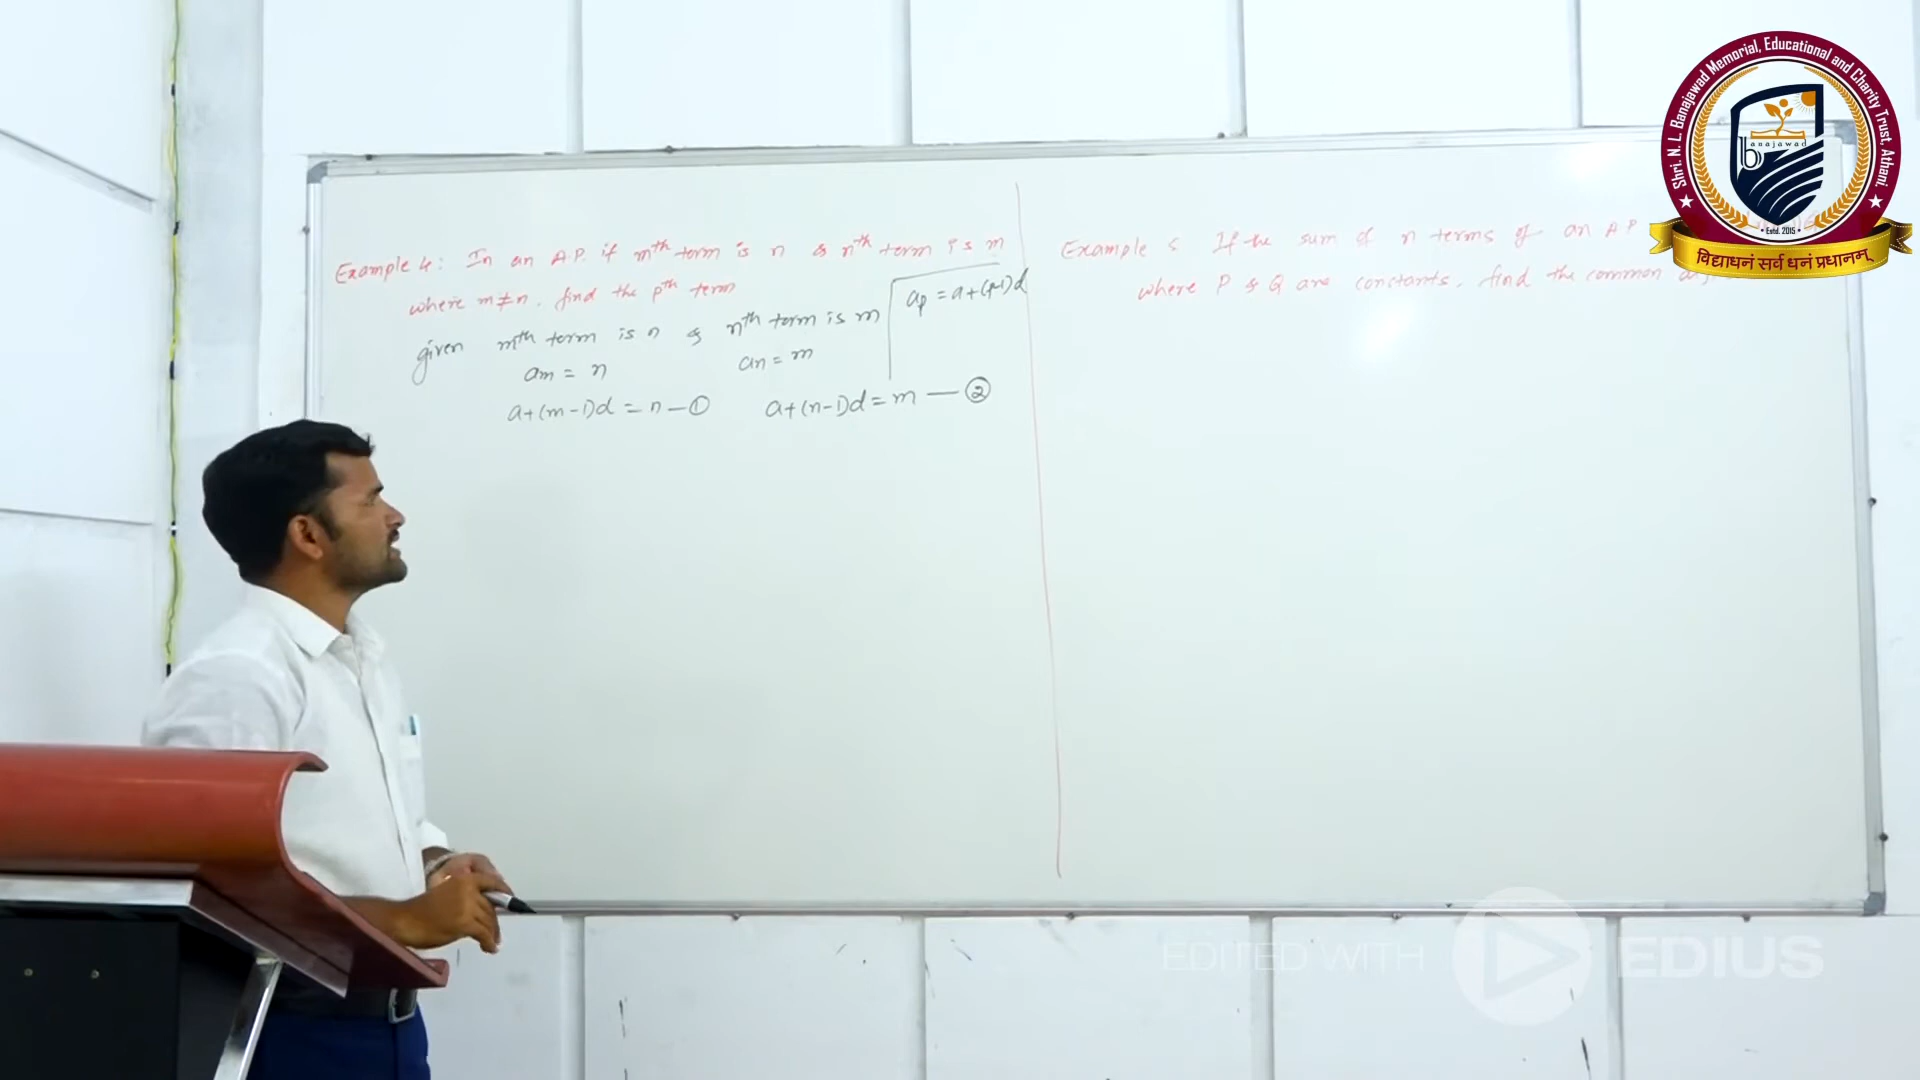 Example 4: In an A.P. if mth term is n & nth term is m
where m≠n. find the pth term
given mth term is n & nth term is m
am = n
an = m
a+(m-1)d = n — ①
a+(n-1)d = m — ②
ap = a+(p-1)d
Example 5 If the sum of n terms of an A.P
where P & Q are constants, find the common
Shri. N. L. Banajawad Memorial, Educational and Charity Trust, Athani.
banajawad
• Estd. 2015 •
विद्याधनं सर्व धनं प्रधानम्
EDITED WITH EDIUS